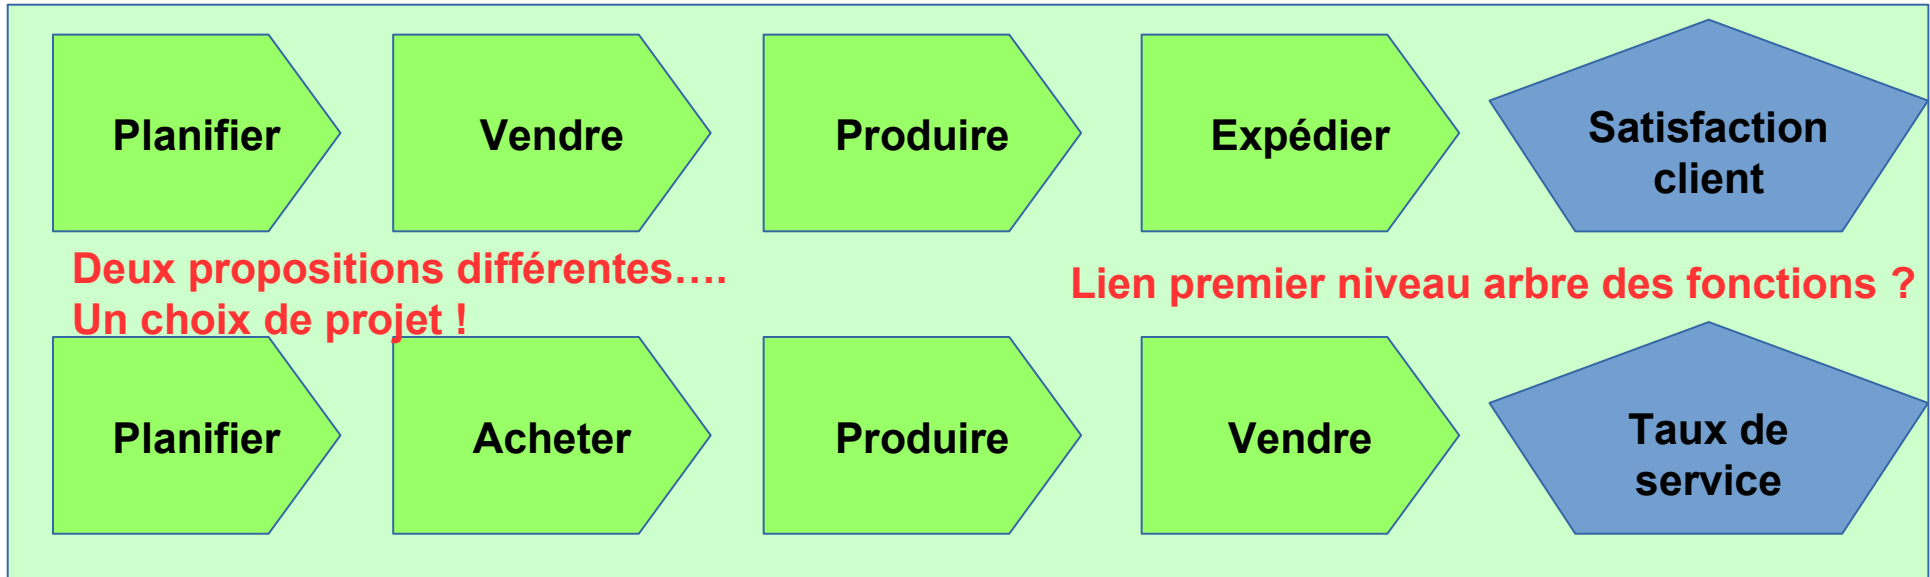 Planifier
Vendre
Produire
Expédier
Satisfaction
client
Deux propositions différentes....
Un choix de projet !
Lien premier niveau arbre des fonctions ?
Planifier
Acheter
Produire
Vendre
Taux de
service